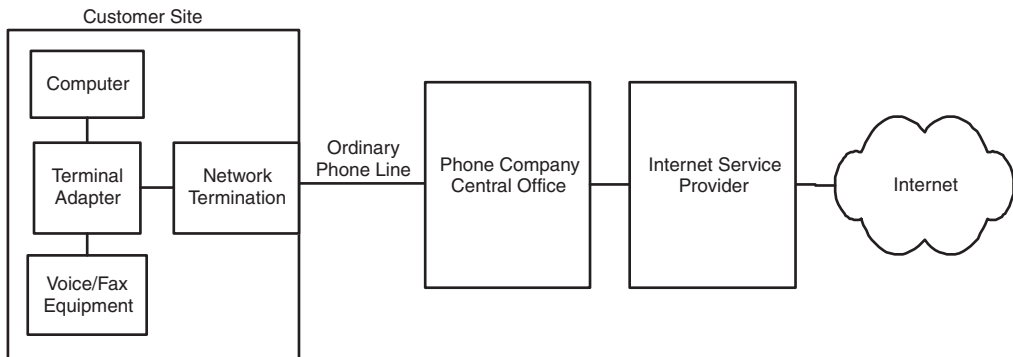 Customer Site
Computer
Terminal
Adapter
Network
Termination
Voice/Fax
Equipment
Ordinary
Phone Line
Phone Company
Central Office
Internet Service
Provider
Internet